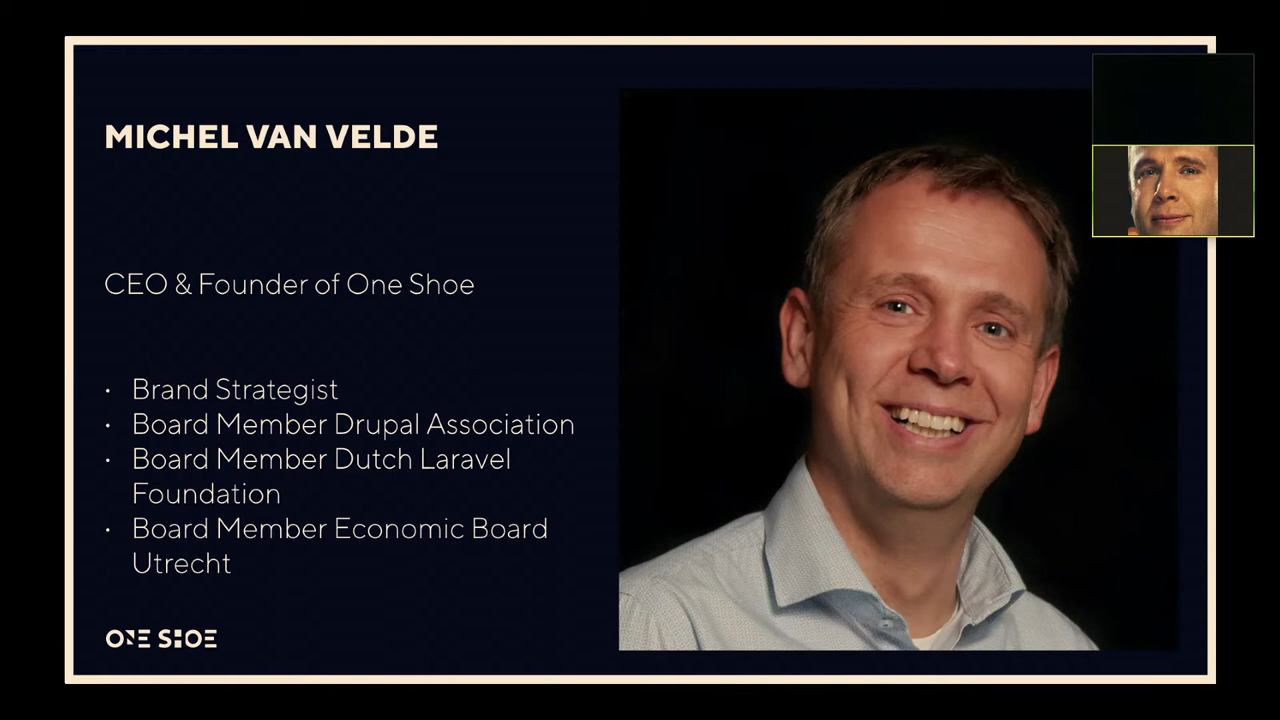 MICHEL VAN VELDE
CEO & Founder of One Shoe
• Brand Strategist
• Board Member Drupal Association
• Board Member Dutch Laravel
Foundation
• Board Member Economic Board
Utrecht
ONE SHOE